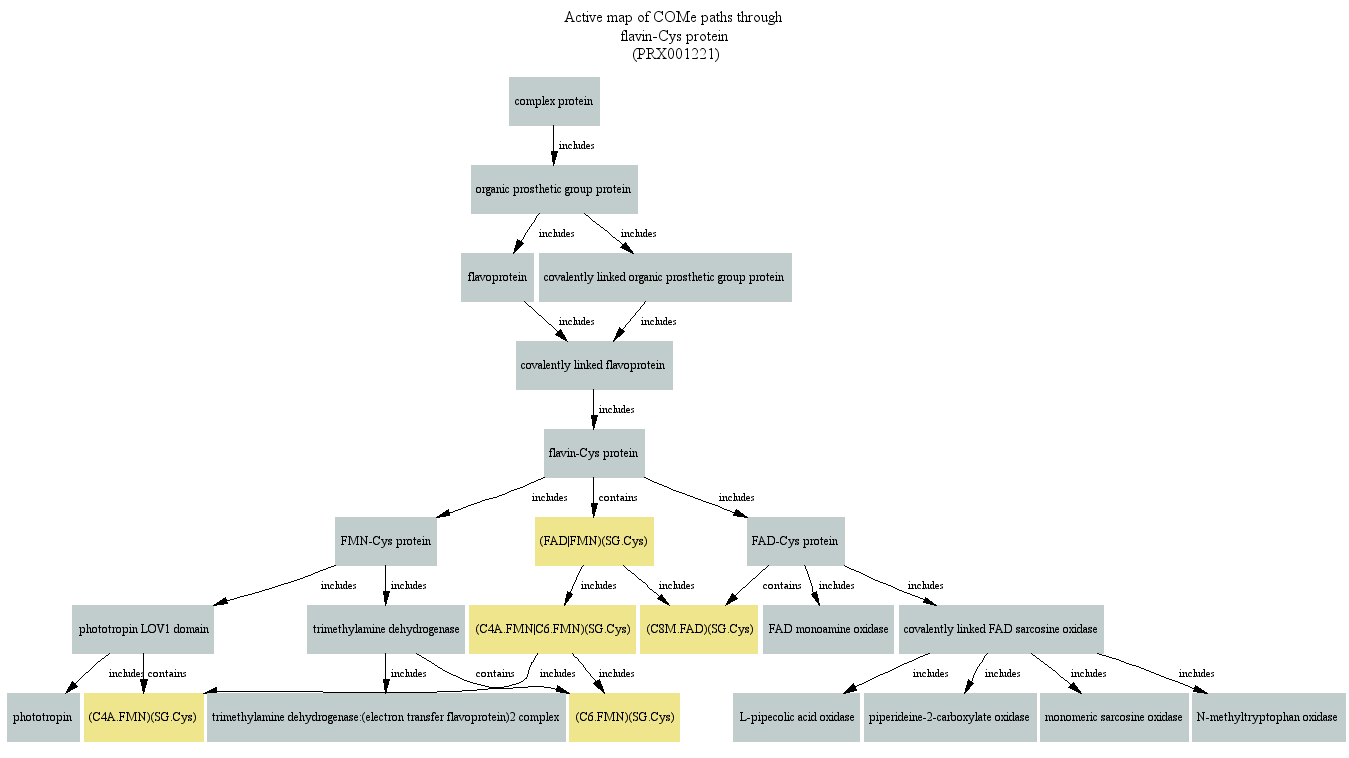 Active map of COMe paths through
flavin-Cys protein
(PRX001221)
complex protein
includes
organic prosthetic group protein
includes
includes
flavoprotein
covalently linked organic prosthetic group protein
includes
includes
covalently linked flavoprotein
includes
flavin-Cys protein
includes
contains
includes
FMN-Cys protein
(FAD|FMN)(SG.Cys)
FAD-Cys protein
includes
includes
includes
includes
contains
includes
includes
phototropin LOV1 domain
trimethylamine dehydrogenase
(C4A.FMN|C6.FMN)(SG.Cys)
(C8M.FAD)(SG.Cys)
FAD monoamine oxidase
covalently linked FAD sarcosine oxidase
includes
contains
includes
contains
includes
includes
includes
includes
includes
includes
phototropin
(C4A.FMN)(SG.Cys)
trimethylamine dehydrogenase:(electron transfer flavoprotein)2 complex
(C6.FMN)(SG.Cys)
L-pipecolic acid oxidase
piperideine-2-carboxylate oxidase
monomeric sarcosine oxidase
N-methyltryptophan oxidase